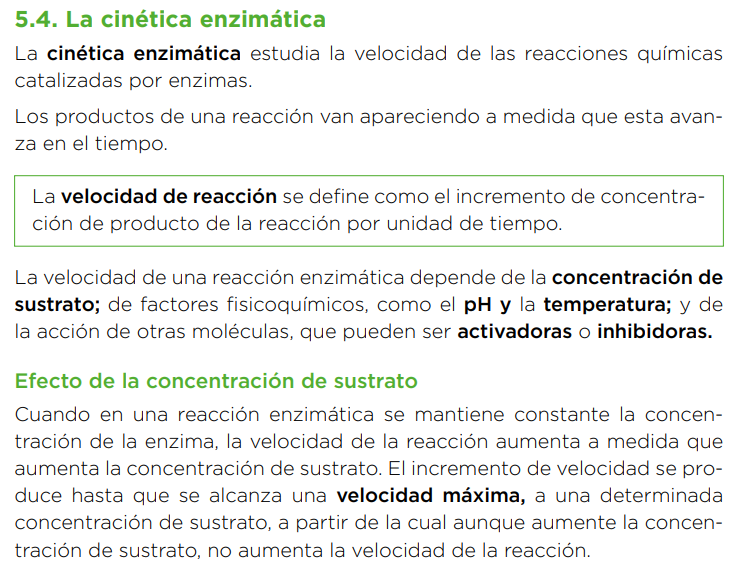 5.4. La cinética enzimática
La cinética enzimática estudia la velocidad de las reacciones químicas
catalizadas por enzimas.
Los productos de una reacción van apareciendo a medida que esta avan-
za en el tiempo.
La velocidad de reacción se define como el incremento de concentra-
ción de producto de la reacción por unidad de tiempo.
La velocidad de una reacción enzimática depende de la concentración de
sustrato; de factores fisicoquímicos, como el pH y la temperatura; y de
la acción de otras moléculas, que pueden ser activadoras o inhibidoras.
Efecto de la concentración de sustrato
Cuando en una reacción enzimática se mantiene constante la concen-
tración de la enzima, la velocidad de la reacción aumenta a medida que
aumenta la concentración de sustrato. El incremento de velocidad se pro-
duce hasta que se alcanza una velocidad máxima, a una determinada
concentración de sustrato, a partir de la cual aunque aumente la concen-
tración de sustrato, no aumenta la velocidad de la reacción.